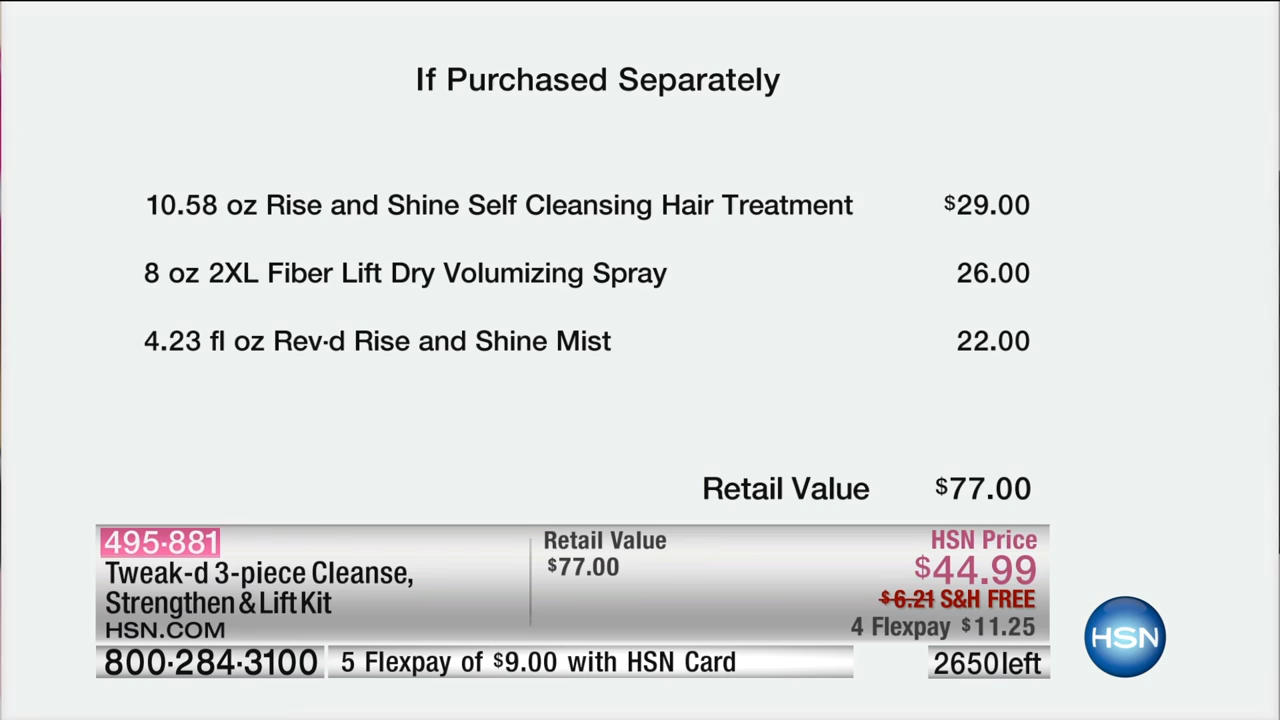 If Purchased Separately
10.58 oz Rise and Shine Self Cleansing Hair Treatment $29.00
8 oz 2XL Fiber Lift Dry Volumizing Spray 26.00
4.23 fl oz Rev·d Rise and Shine Mist 22.00
Retail Value $77.00
495·881
Tweak-d 3-piece Cleanse,
Strengthen & Lift Kit
HSN.COM
Retail Value
$77.00
HSN Price
$44.99
$6.21 S&H FREE
4 Flexpay $11.25
800·284·3100
5 Flexpay of $9.00 with HSN Card
2650 left
HSN